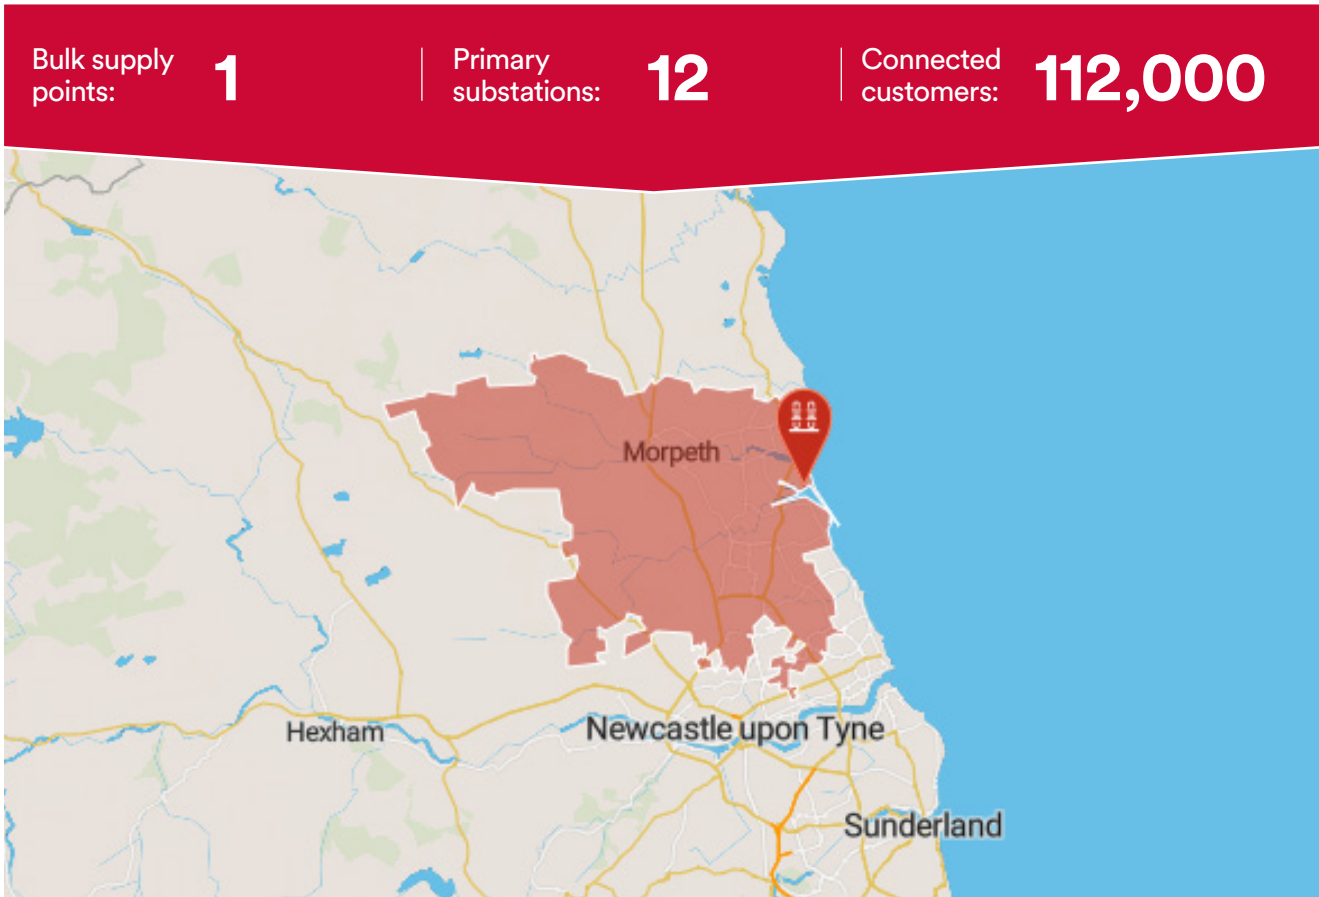 Bulk supply
points:
1
Primary
substations:
12
Connected
customers:
112,000
Morpeth
Hexham
Newcastle upon Tyne
Sunderland